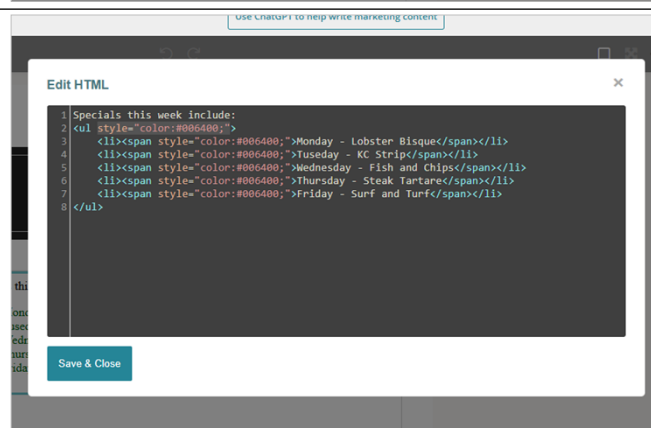 Use ChatGPT to help write marketing content
Edit HTML
×
1 Specials this week include:
2 <ul style="color:#006400;">
3 <li><span style="color:#006400;">Monday - Lobster Bisque</span></li>
4 <li><span style="color:#006400;">Tuseday - KC Strip</span></li>
5 <li><span style="color:#006400;">Wednesday - Fish and Chips</span></li>
6 <li><span style="color:#006400;">Thursday - Steak Tartare</span></li>
7 <li><span style="color:#006400;">Friday - Surf and Turf</span></li>
8 </ul>
thi
Save & Close